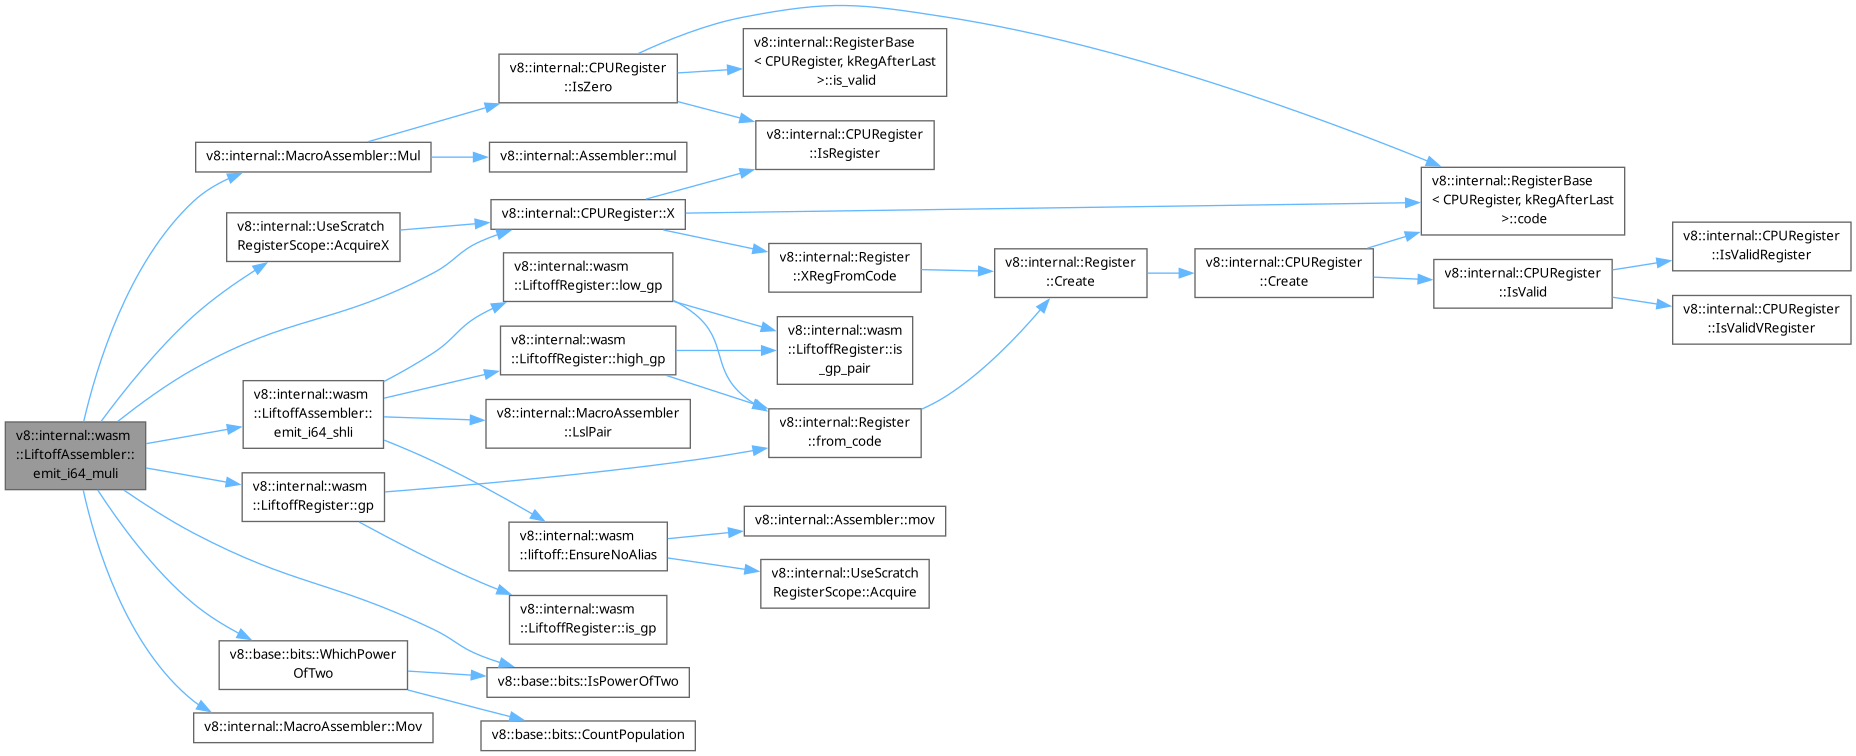 v8::internal::wasm
::LiftoffAssembler::
emit_i64_muli
v8::internal::MacroAssembler::Mul
v8::internal::UseScratch
RegisterScope::AcquireX
v8::internal::wasm
::LiftoffAssembler::
emit_i64_shli
v8::internal::wasm
::LiftoffRegister::gp
v8::base::bits::WhichPower
OfTwo
v8::internal::MacroAssembler::Mov
v8::internal::CPURegister
::IsZero
v8::internal::Assembler::mul
v8::internal::CPURegister::X
v8::internal::wasm
::LiftoffRegister::low_gp
v8::internal::wasm
::LiftoffRegister::high_gp
v8::internal::MacroAssembler
::LslPair
v8::internal::wasm
::liftoff::EnsureNoAlias
v8::internal::wasm
::LiftoffRegister::is_gp
v8::base::bits::IsPowerOfTwo
v8::base::bits::CountPopulation
v8::internal::RegisterBase
< CPURegister, kRegAfterLast
>::is_valid
v8::internal::CPURegister
::IsRegister
v8::internal::Register
::XRegFromCode
v8::internal::wasm
::LiftoffRegister::is
_gp_pair
v8::internal::Register
::from_code
v8::internal::Assembler::mov
v8::internal::UseScratch
RegisterScope::Acquire
v8::internal::Register
::Create
v8::internal::CPURegister
::Create
v8::internal::RegisterBase
< CPURegister, kRegAfterLast
>::code
v8::internal::CPURegister
::IsValid
v8::internal::CPURegister
::IsValidRegister
v8::internal::CPURegister
::IsValidVRegister